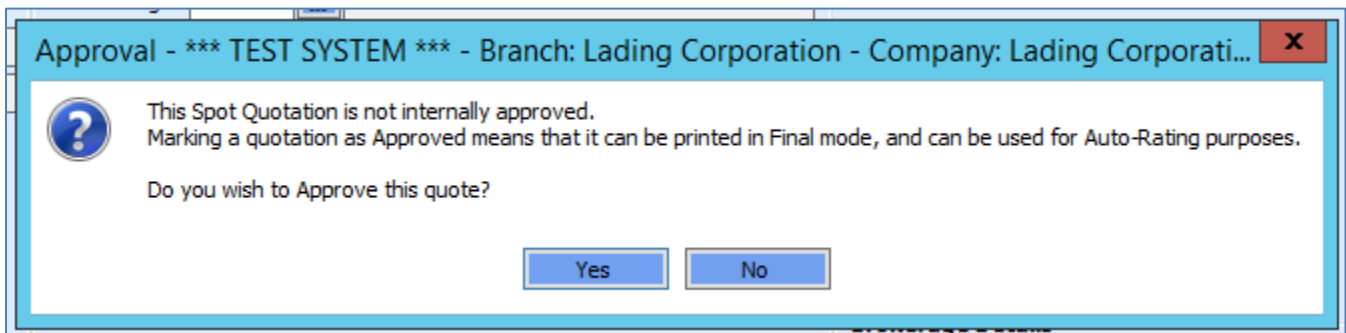 Approval - *** TEST SYSTEM *** - Branch: Lading Corporation - Company: Lading Corporati...
x
This Spot Quotation is not internally approved.
Marking a quotation as Approved means that it can be printed in Final mode, and can be used for Auto-Rating purposes.
Do you wish to Approve this quote?
Yes No